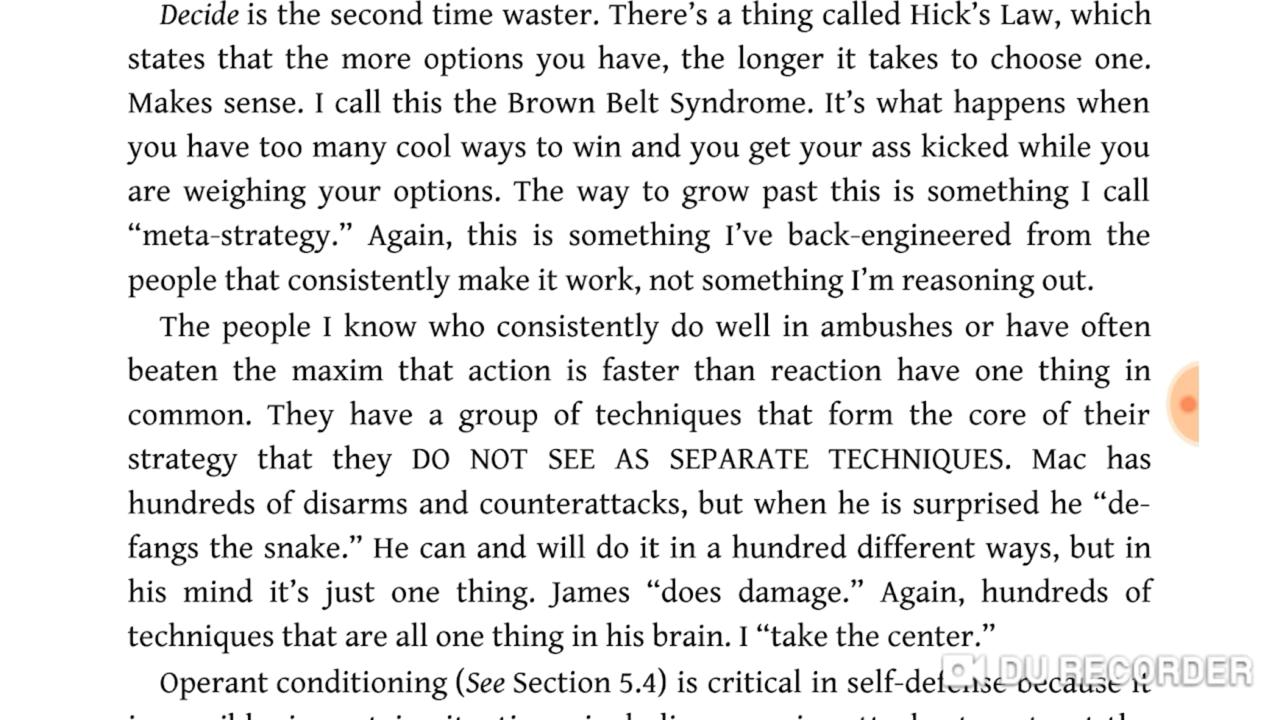 Decide is the second time waster. There’s a thing called Hick’s Law, which
states that the more options you have, the longer it takes to choose one.
Makes sense. I call this the Brown Belt Syndrome. It’s what happens when
you have too many cool ways to win and you get your ass kicked while you
are weighing your options. The way to grow past this is something I call
“meta-strategy.” Again, this is something I’ve back-engineered from the
people that consistently make it work, not something I’m reasoning out.
The people I know who consistently do well in ambushes or have often
beaten the maxim that action is faster than reaction have one thing in
common. They have a group of techniques that form the core of their
strategy that they DO NOT SEE AS SEPARATE TECHNIQUES. Mac has
hundreds of disarms and counterattacks, but when he is surprised he “de-
fangs the snake.” He can and will do it in a hundred different ways, but in
his mind it’s just one thing. James “does damage.” Again, hundreds of
techniques that are all one thing in his brain. I “take the center.”
Operant conditioning (See Section 5.4) is critical in self-defense because it
DU RECORDER